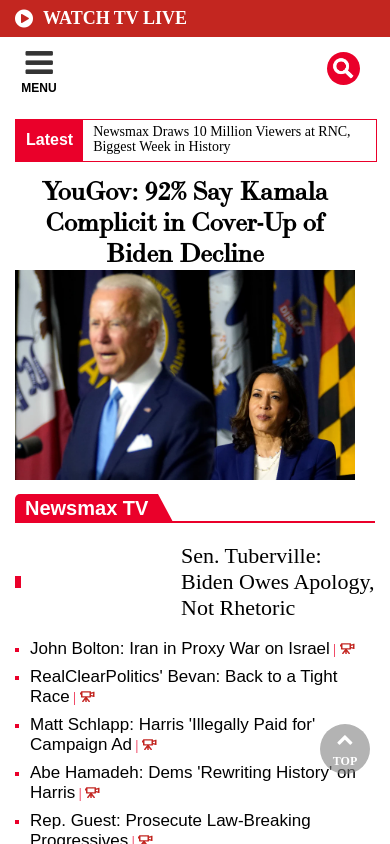 WATCH TV LIVE
MENU
Latest
Newsmax Draws 10 Million Viewers at RNC,
Biggest Week in History
YouGov: 92% Say Kamala
Complicit in Cover-Up of
Biden Decline
Newsmax TV
Sen. Tuberville:
Biden Owes Apology,
Not Rhetoric
John Bolton: Iran in Proxy War on Israel |
RealClearPolitics' Bevan: Back to a Tight
Race |
Matt Schlapp: Harris 'Illegally Paid for'
Campaign Ad |
Abe Hamadeh: Dems 'Rewriting History' on
Harris |
TOP
Rep. Guest: Prosecute Law-Breaking
Progressives |